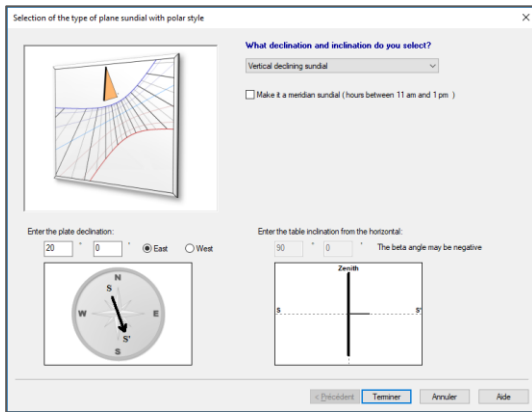 Selection of the type of plane sundial with polar style
What declination and inclination do you select?
Vertical declining sundial
Make it a meridian sundial ( hours between 11 am and 1 pm )
Enter the plate declination:
20 ° 0 ' East West
Enter the table inclination from the horizontal:
90 ° 0 ' The beta angle may be negative
N
S
W E
S'
S
Zenith
S S'
< Précédent Terminer Annuler Aide